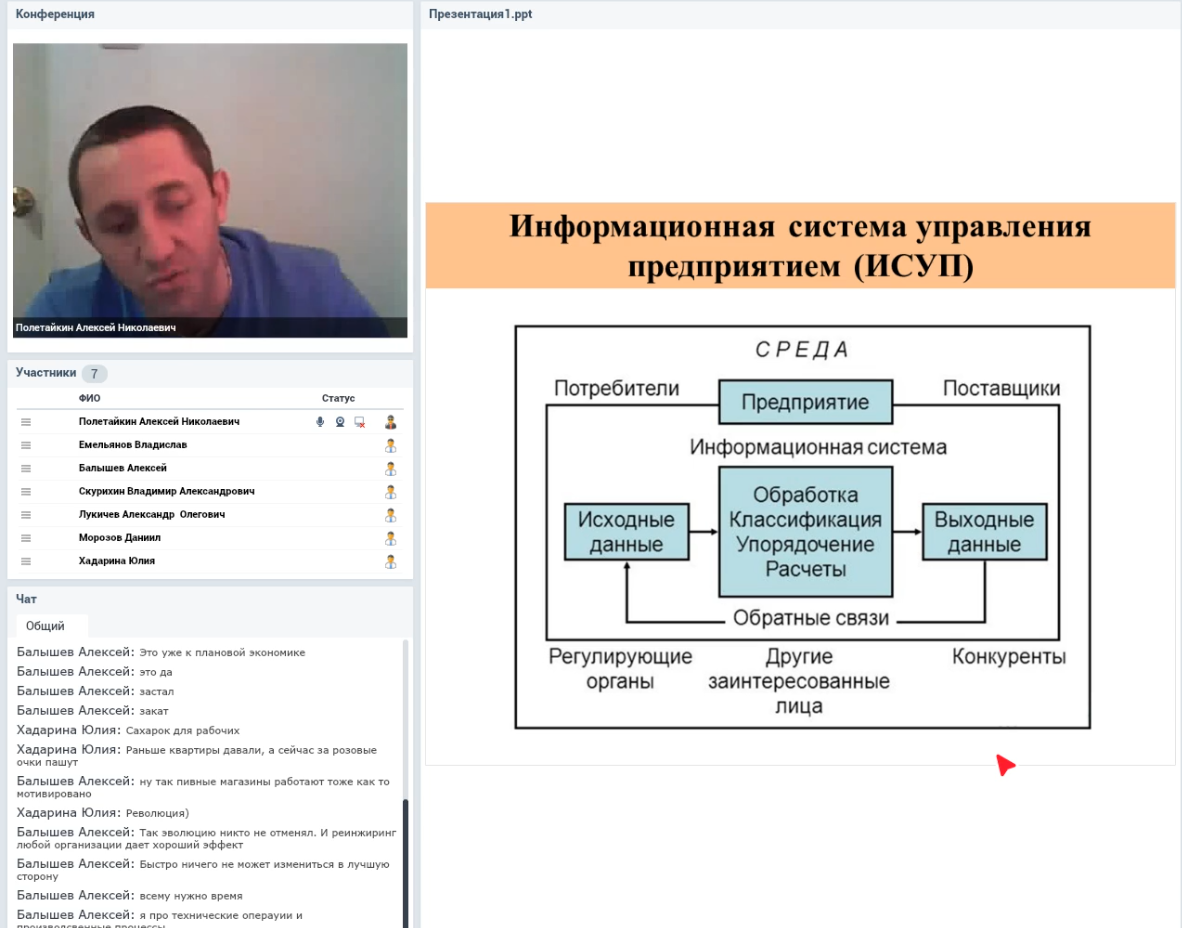 Конференция
Полетайкин Алексей Николаевич
Участники 7
ФИО Статус
Полетайкин Алексей Николаевич
Емельянов Владислав
Балышев Алексей
Скурихин Владимир Александрович
Лукичев Александр Олегович
Морозов Даниил
Хадарина Юлия
Чат
Общий
Балышев Алексей: Это уже к плановой экономике
Балышев Алексей: это да
Балышев Алексей: застал
Балышев Алексей: закат
Хадарина Юлия: Сахарок для рабочих
Хадарина Юлия: Раньше квартиры давали, а сейчас за розовые
очки пашут
Балышев Алексей: ну так пивные магазины работают тоже как то
мотивировано
Хадарина Юлия: Революция)
Балышев Алексей: Так эволюцию никто не отменял. И реинжиринг
любой организации дает хороший эффект
Балышев Алексей: Быстро ничего не может измениться в лучшую
сторону
Балышев Алексей: всему нужно время
Балышев Алексей: я про технические операуии и
производсвенные процессы
Презентация1.ppt
Информационная система управления
предприятием (ИСУП)
СРЕДА
Потребители
Предприятие
Поставщики
Информационная система
Исходные
данные
Обработка
Классификация
Упорядочение
Расчеты
Выходные
данные
Обратные связи
Регулирующие
органы
Другие
заинтересованные
лица
Конкуренты